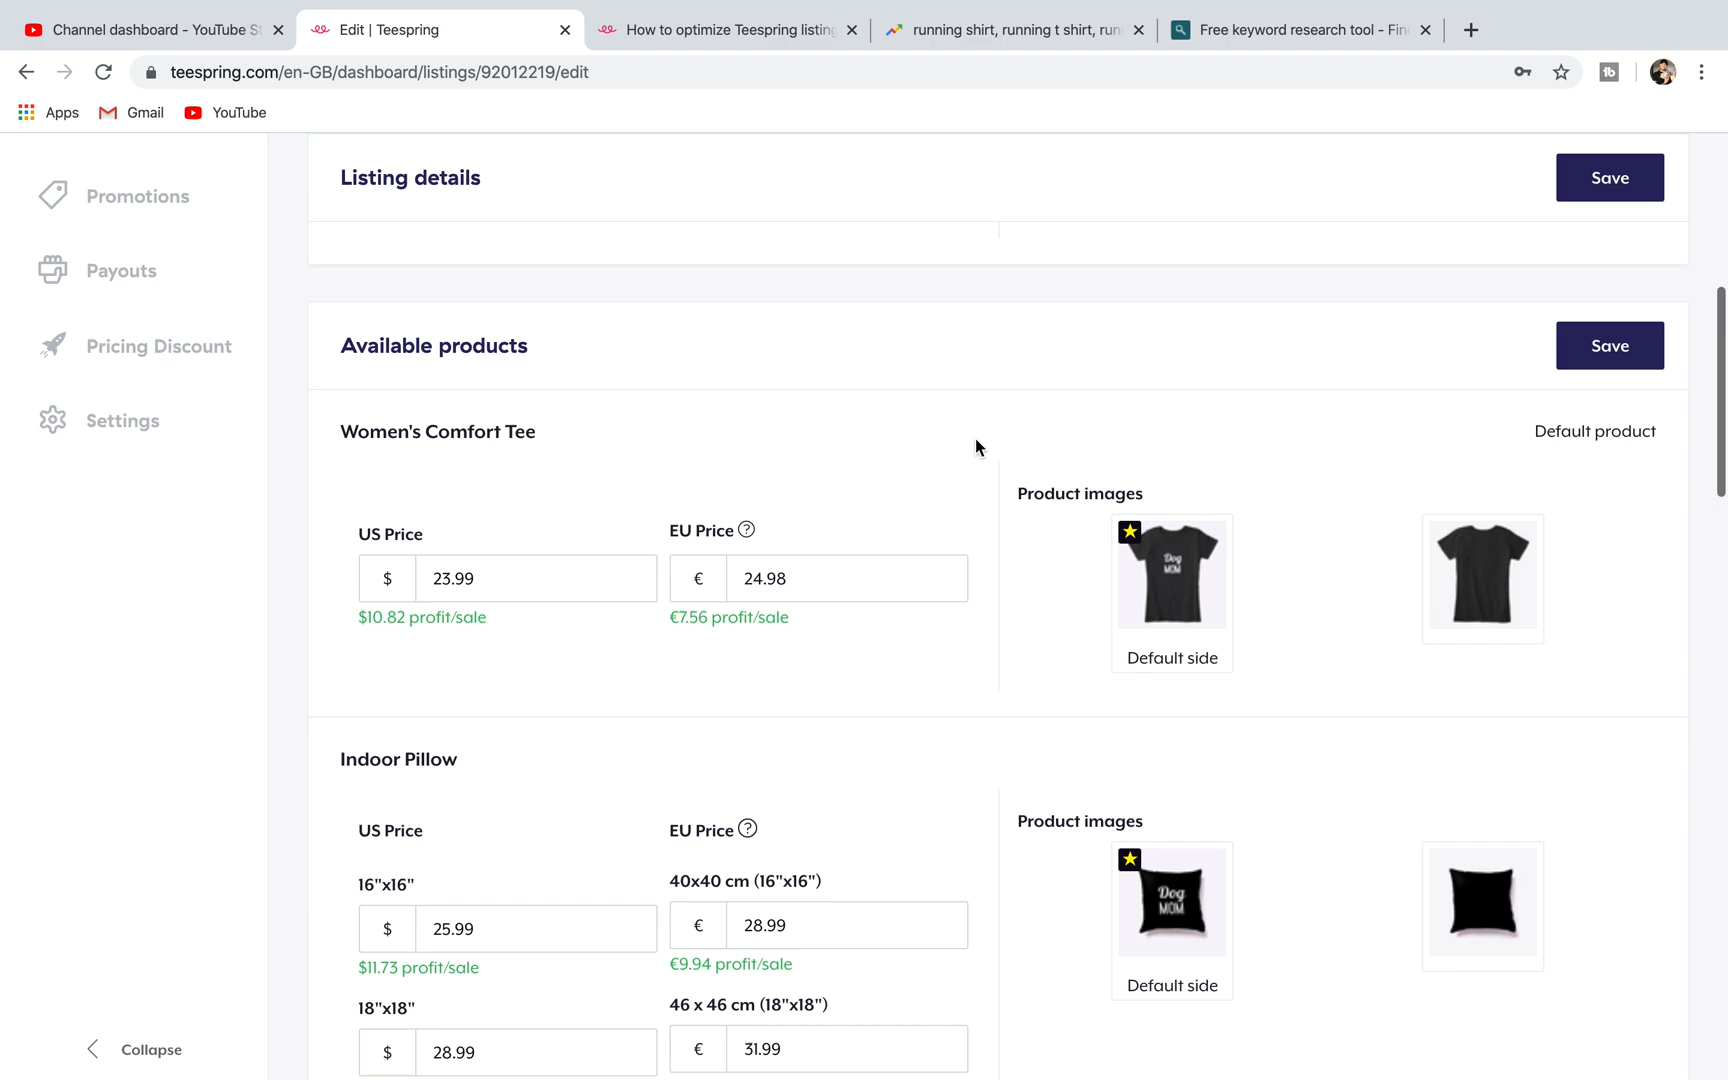 Channel dashboard - YouTube St
Edit | Teespring
How to optimize Teespring listing
running shirt, running t shirt, run
Free keyword research tool - Fin
teespring.com/en-GB/dashboard/listings/92012219/edit
Apps
Gmail
YouTube
Promotions
Payouts
Pricing Discount
Settings
Collapse
Listing details
Save
Available products
Save
Women's Comfort Tee
Default product
US Price
EU Price ?
$ 23.99
€ 24.98
$10.82 profit/sale
€7.56 profit/sale
Product images
Dog
MOM
Default side
Indoor Pillow
US Price
EU Price ?
16"x16"
40x40 cm (16"x16")
$ 25.99
€ 28.99
$11.73 profit/sale
€9.94 profit/sale
18"x18"
46 x 46 cm (18"x18")
$ 28.99
€ 31.99
Product images
Dog
MOM
Default side